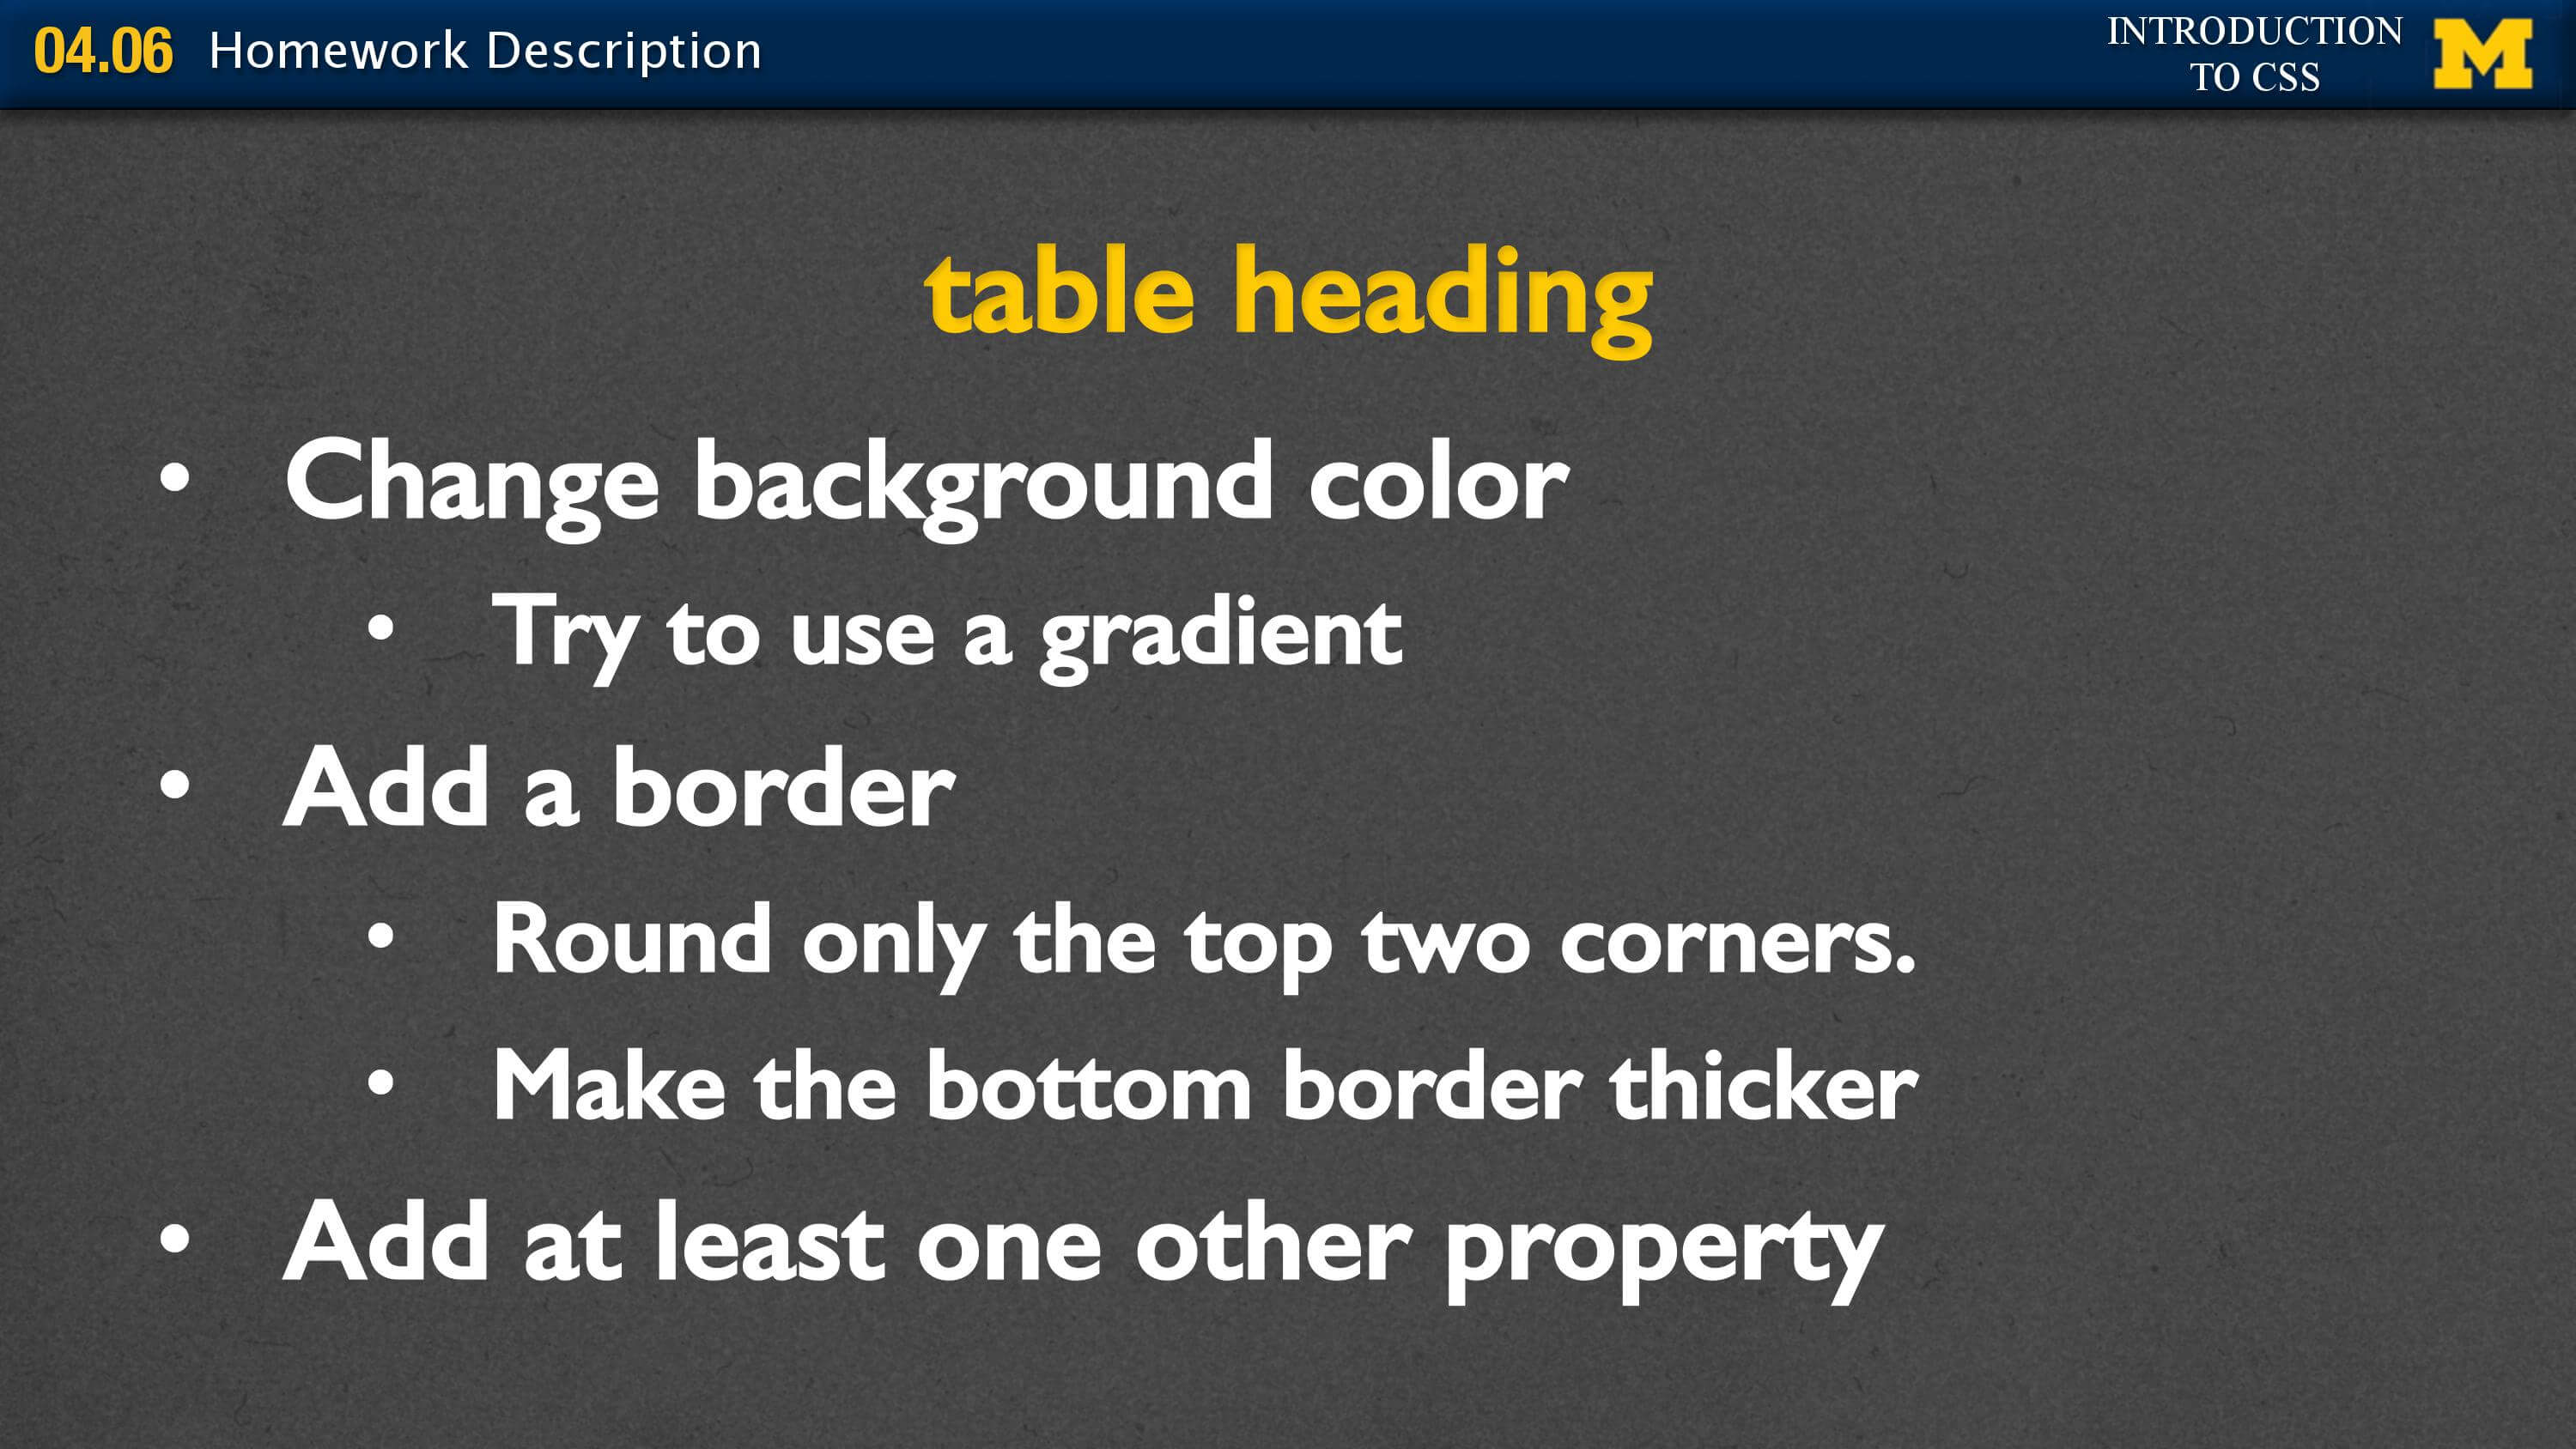 04.06 Homework Description
INTRODUCTION
TO CSS
M
table heading
• Change background color
• Try to use a gradient
• Add a border
• Round only the top two corners.
• Make the bottom border thicker
• Add at least one other property